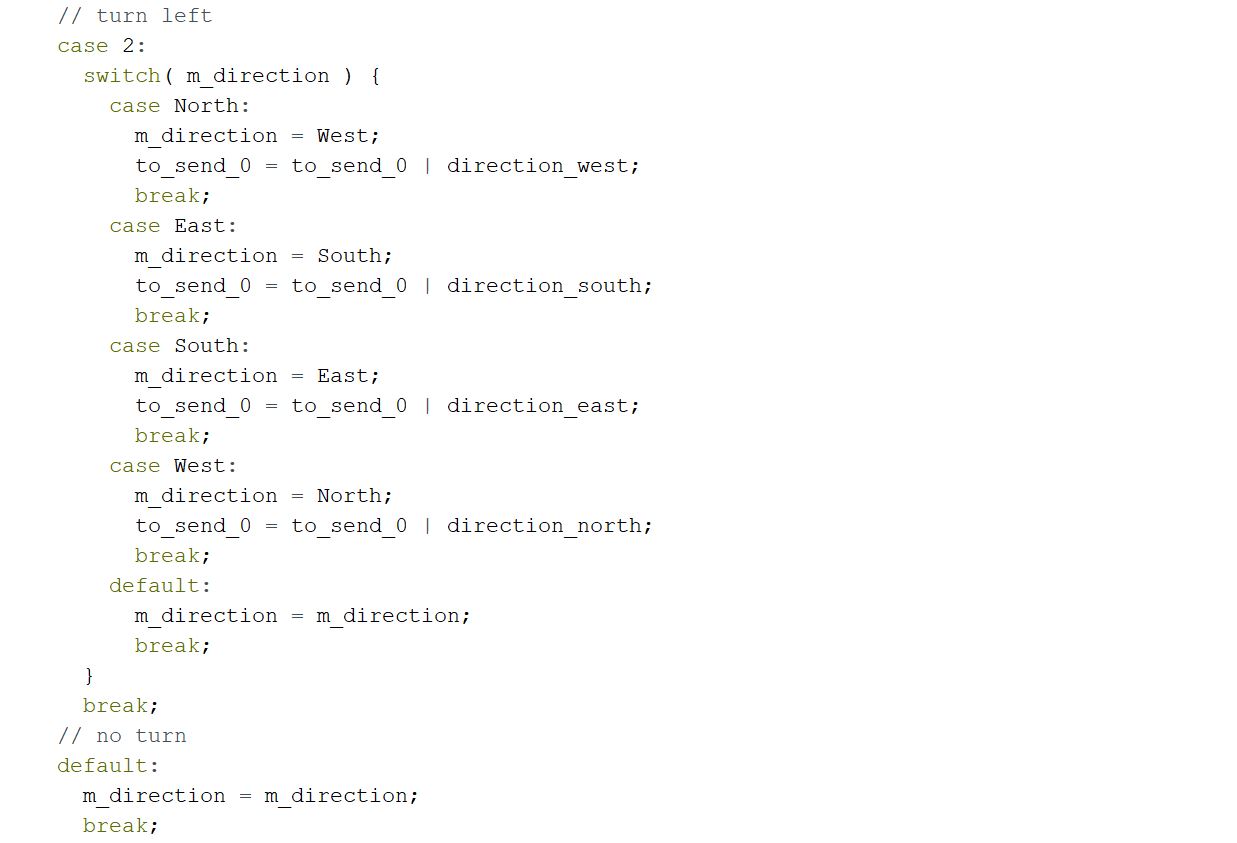 // turn left
case 2:
  switch( m_direction ) {
    case North:
      m_direction = West;
      to_send_0 = to_send_0 | direction_west;
      break;
    case East:
      m_direction = South;
      to_send_0 = to_send_0 | direction_south;
      break;
    case South:
      m_direction = East;
      to_send_0 = to_send_0 | direction_east;
      break;
    case West:
      m_direction = North;
      to_send_0 = to_send_0 | direction_north;
      break;
    default:
      m_direction = m_direction;
      break;
  }
  break;
// no turn
default:
  m_direction = m_direction;
  break;